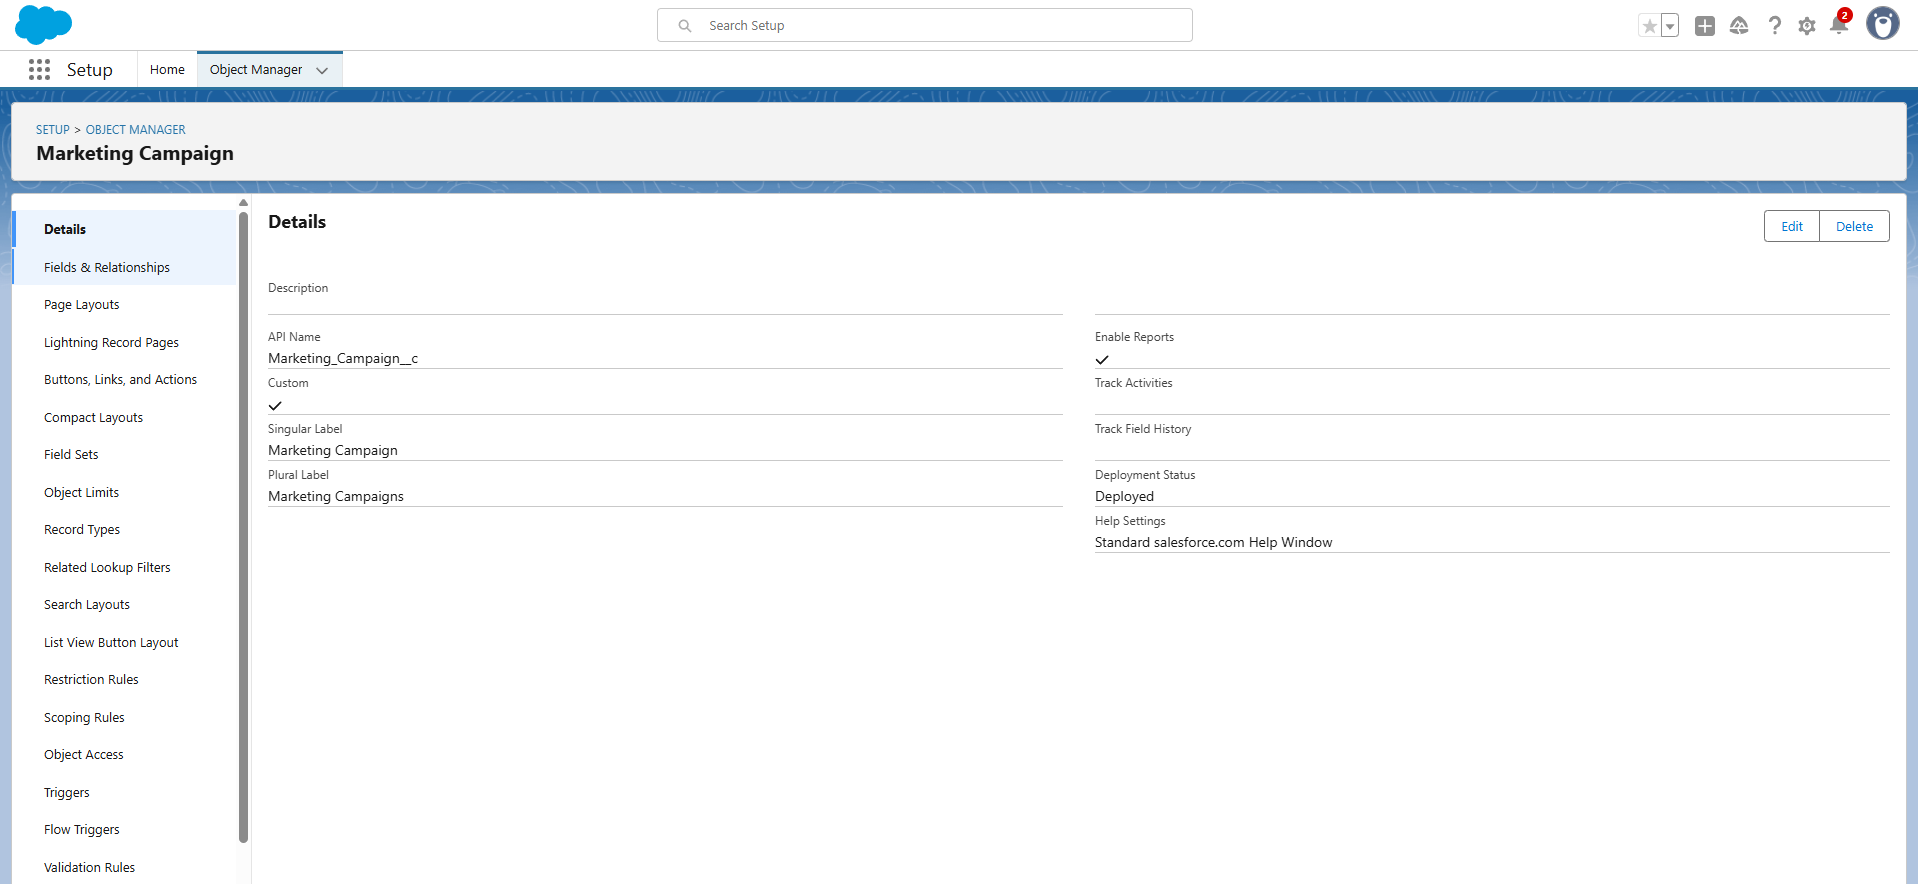 Search Setup
2
Setup
Home
Object Manager
SETUP > OBJECT MANAGER
Marketing Campaign
Details
Fields & Relationships
Page Layouts
Lightning Record Pages
Buttons, Links, and Actions
Compact Layouts
Field Sets
Object Limits
Record Types
Related Lookup Filters
Search Layouts
List View Button Layout
Restriction Rules
Scoping Rules
Object Access
Triggers
Flow Triggers
Validation Rules
Details
Edit
Delete
Description
API Name
Marketing_Campaign__c
Custom
Singular Label
Marketing Campaign
Plural Label
Marketing Campaigns
Enable Reports
Track Activities
Track Field History
Deployment Status
Deployed
Help Settings
Standard salesforce.com Help Window